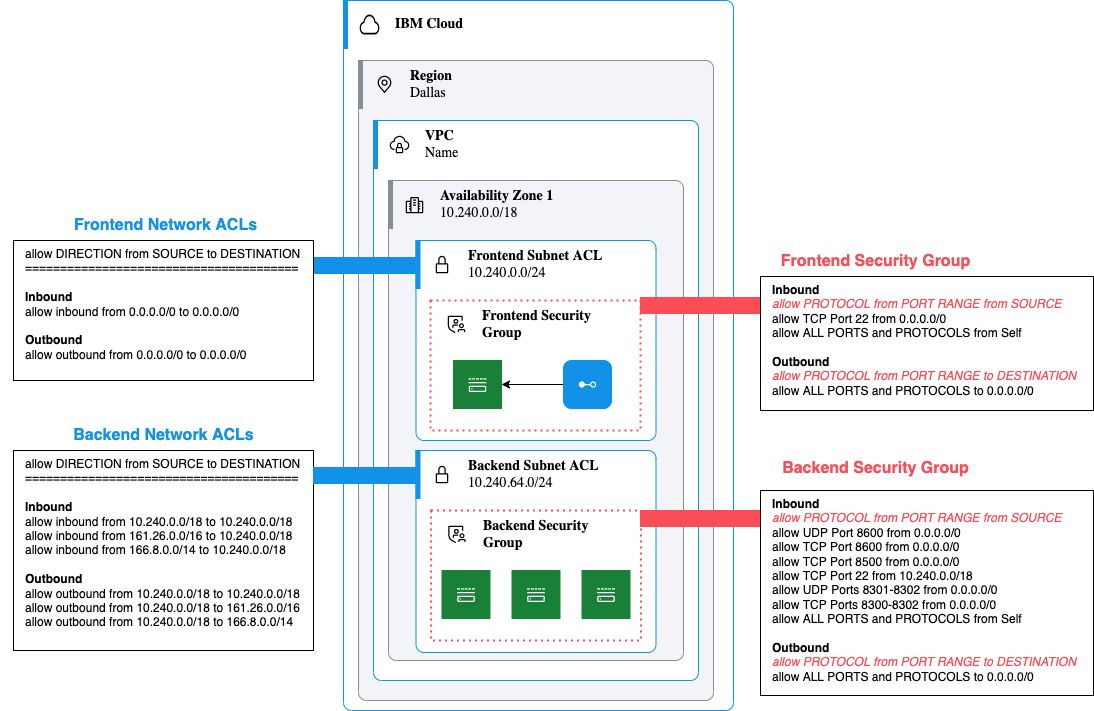 IBM Cloud
Region
Dallas
VPC
Name
Availability Zone 1
10.240.0.0/18
Frontend Network ACLs
allow DIRECTION from SOURCE to DESTINATION
=======================================
Inbound
allow inbound from 0.0.0.0/0 to 0.0.0.0/0
Outbound
allow outbound from 0.0.0.0/0 to 0.0.0.0/0
Frontend Subnet ACL
10.240.0.0/24
Frontend Security
Group
Frontend Security Group
Inbound
allow PROTOCOL from PORT RANGE from SOURCE
allow TCP Port 22 from 0.0.0.0/0
allow ALL PORTS and PROTOCOLS from Self
Outbound
allow PROTOCOL from PORT RANGE to DESTINATION
allow ALL PORTS and PROTOCOLS to 0.0.0.0/0
Backend Network ACLs
allow DIRECTION from SOURCE to DESTINATION
=======================================
Inbound
allow inbound from 10.240.0.0/18 to 10.240.0.0/18
allow inbound from 161.26.0.0/16 to 10.240.0.0/18
allow inbound from 166.8.0.0/14 to 10.240.0.0/18
Outbound
allow outbound from 10.240.0.0/18 to 10.240.0.0/18
allow outbound from 10.240.0.0/18 to 161.26.0.0/16
allow outbound from 10.240.0.0/18 to 166.8.0.0/14
Backend Subnet ACL
10.240.64.0/24
Backend Security
Group
Backend Security Group
Inbound
allow PROTOCOL from PORT RANGE from SOURCE
allow UDP Port 8600 from 0.0.0.0/0
allow TCP Port 8600 from 0.0.0.0/0
allow TCP Port 8500 from 0.0.0.0/0
allow TCP Port 22 from 10.240.0.0/18
allow UDP Ports 8301-8302 from 0.0.0.0/0
allow TCP Ports 8300-8302 from 0.0.0.0/0
allow ALL PORTS and PROTOCOLS from Self
Outbound
allow PROTOCOL from PORT RANGE to DESTINATION
allow ALL PORTS and PROTOCOLS to 0.0.0.0/0